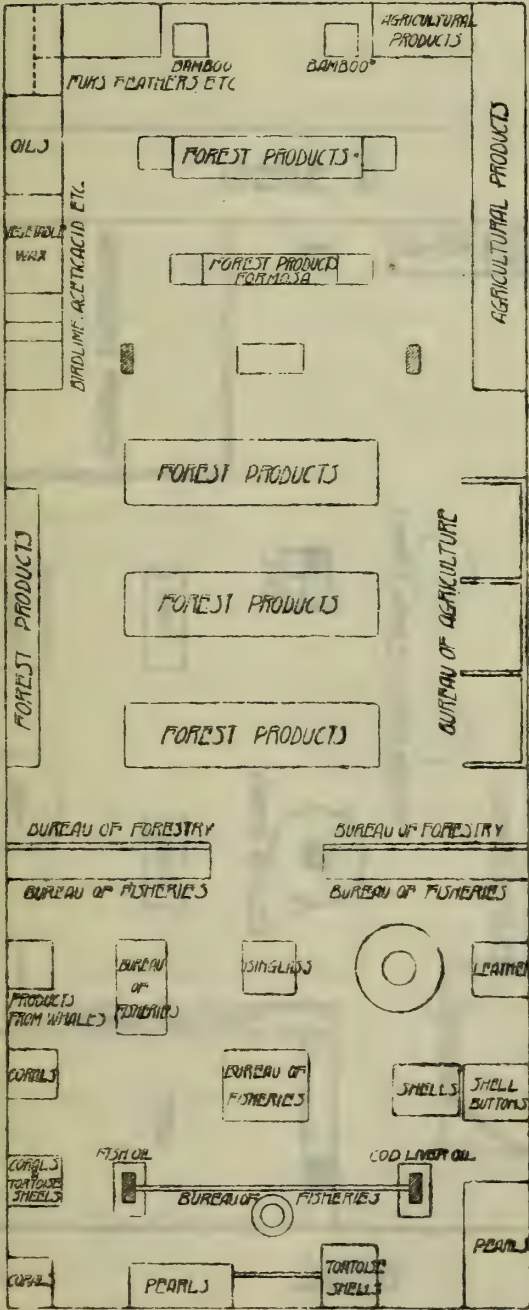 AGRICULTURAL
PRODUCTS
BAMBOO
BAMBOO
FURS FEATHERS ETC
OILS
FOREST PRODUCTS
AGRICULTURAL PRODUCTS
VEGETABLE
WAX
BIRDLIME. ACETIC ACID ETC.
FOREST PRODUCTS
FORMOSA
FOREST PRODUCTS
FOREST PRODUCTS
BUREAU OF AGRICULTURE
FOREST PRODUCTS
FOREST PRODUCTS
BUREAU OF FORESTRY
BUREAU OF FORESTRY
BUREAU OF FISHERIES
BUREAU OF FISHERIES
PRODUCTS
FROM WHALES
BUREAU
OF
FISHERIES
ISINGLASS
LEATHER
CORALS
BUREAU OF
FISHERIES
SHELLS
SHELL
BUTTONS
CORALS
TORTOISE
SHELLS
FISH OIL
COD LIVER OIL
BUREAU OF FISHERIES
CORALS
PEARLS
TORTOISE
SHELLS
PEARLS